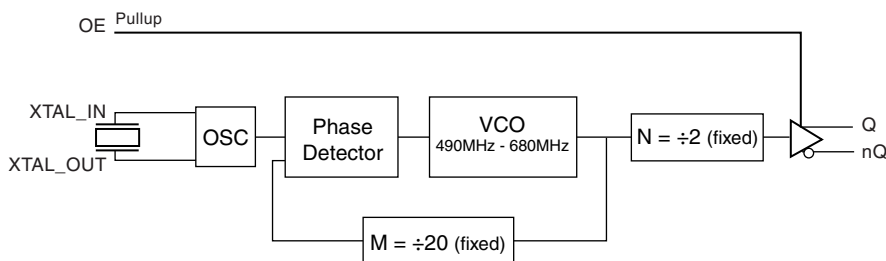 OE Pullup
XTAL_IN
XTAL_OUT
OSC
Phase
Detector
VCO
490MHz - 680MHz
N = ÷2 (fixed)
Q
nQ
M = ÷20 (fixed)